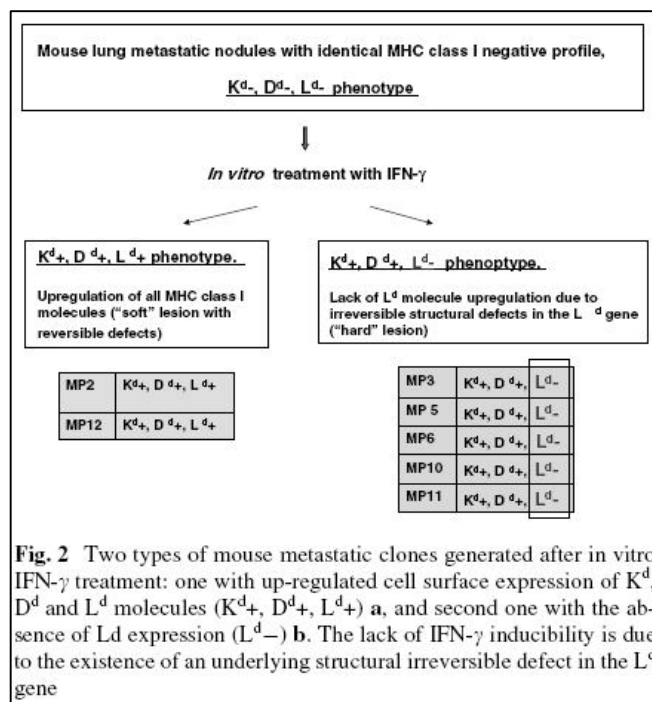 Mouse lung metastatic nodules with identical MHC class I negative profile,
Kd-, Dd-, Ld- phenotype
In vitro treatment with IFN-γ
Kd+, D d+, L d+ phenotype.
Upregulation of all MHC class I
molecules (“soft” lesion with
reversible defects)
MP2 Kd+, D d+, L d+
MP12 Kd+, D d+, L d+
Kd+, D d+, Ld- phenoptype.
Lack of Ld molecule upregulation due to
irreversible structural defects in the L d gene
(“hard” lesion)
MP3 Kd+, D d+, Ld-
MP 5 Kd+, D d+, Ld-
MP6 Kd+, D d+, Ld-
MP10 Kd+, D d+, Ld-
MP11 Kd+, D d+, Ld-
Fig. 2 Two types of mouse metastatic clones generated after in vitro
IFN-γ treatment: one with up-regulated cell surface expression of Kd,
Dd and Ld molecules (Kd+, Dd+, Ld+) a, and second one with the ab-
sence of Ld expression (Ld−) b. The lack of IFN-γ inducibility is due
to the existence of an underlying structural irreversible defect in the Ld
gene